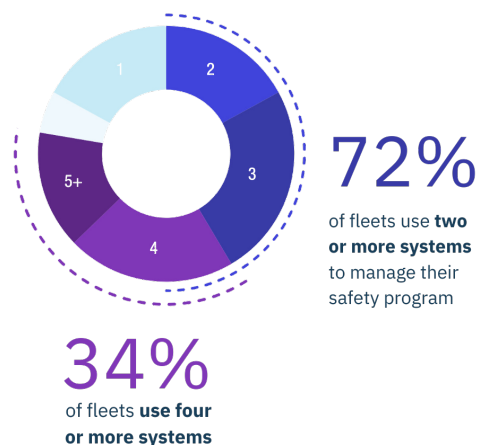 1
2
3
4
5+
72%
of fleets use two
or more systems
to manage their
safety program
34%
of fleets use four
or more systems